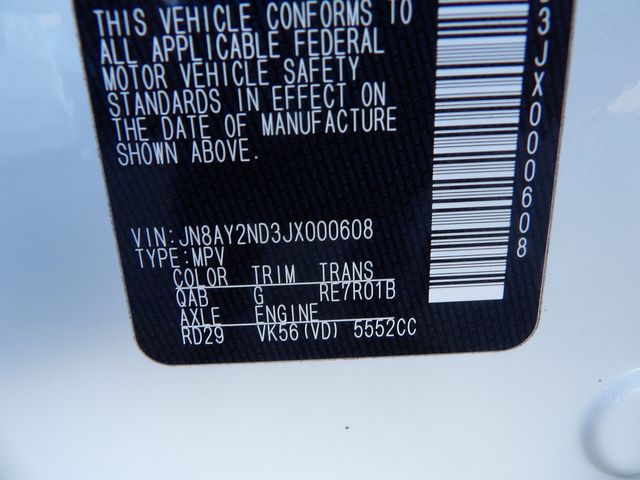 THIS VEHICLE CONFORMS TO
ALL APPLICABLE FEDERAL
MOTOR VEHICLE SAFETY
STANDARDS IN EFFECT ON
THE DATE OF MANUFACTURE
SHOWN ABOVE.
VIN:JN8AY2ND3JX000608
TYPE:MPV
COLOR TRIM TRANS
QAB G RE7R01B
AXLE ENGINE
RD29 VK56(VD) 5552CC
3JX000608